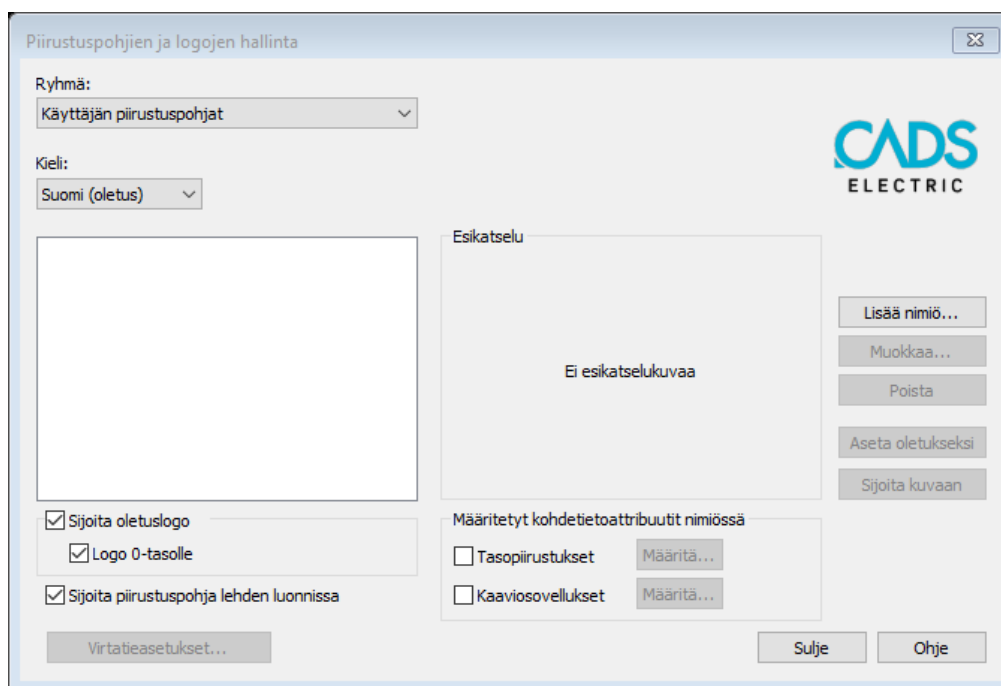 Piirustuspohjien ja logojen hallinta
Ryhmä:
Käyttäjän piirustuspohjat
Kieli:
Suomi (oletus)
CADS
ELECTRIC
Esikatselu
Ei esikatselukuvaa
Lisää nimiö...
Muokkaa...
Poista
Aseta oletukseksi
Sijoita kuvaan
Sijoita oletuslogo
Logo 0-tasolle
Sijoita piirustuspohja lehden luonnissa
Määritetyt kohdetietoattribuutit nimiössä
Tasopiirustukset
Määritä...
Kaaviosovellukset
Määritä...
Virtatieasetukset...
Sulje
Ohje